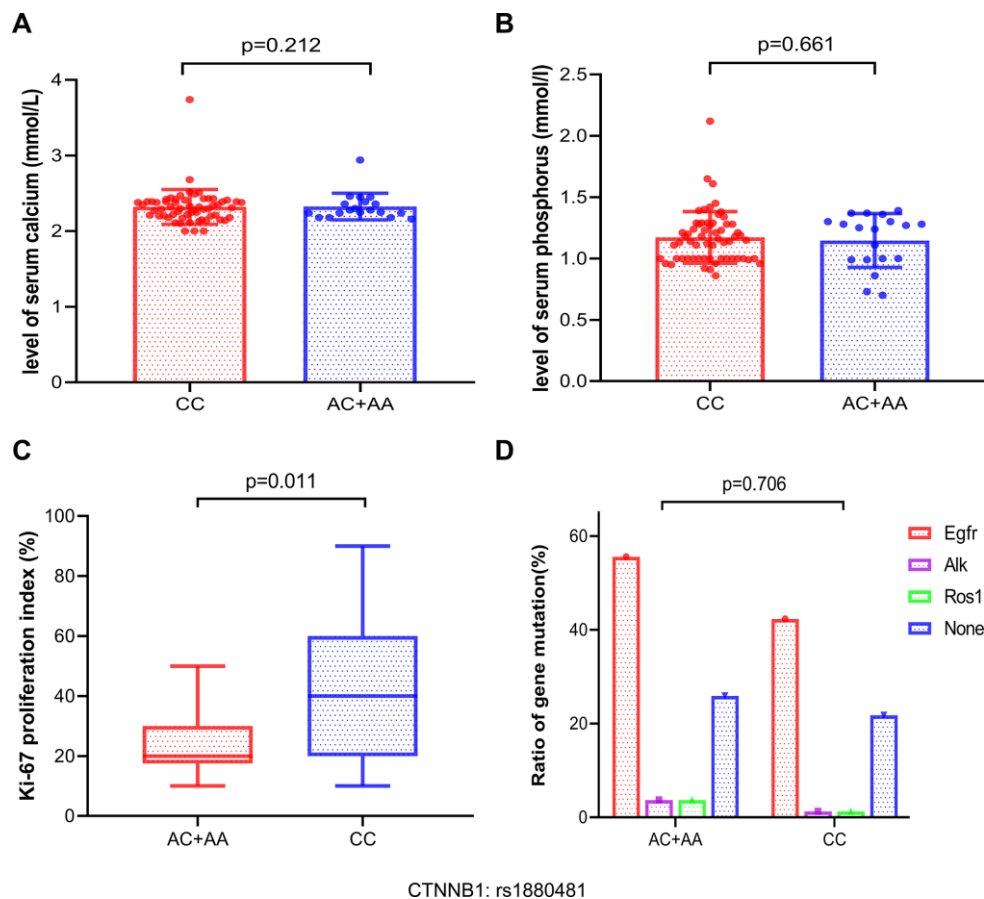 A
p=0.212
level of serum calcium (mmol/L)
4
3
2
1
0
CC
AC+AA
B
p=0.661
level of serum phosphorus (mmol/l)
2.5
2.0
1.5
1.0
0.5
0.0
CC
AC+AA
C
p=0.011
Ki-67 proliferation index (%)
100
80
60
40
20
0
AC+AA
CC
D
p=0.706
Ratio of gene mutation(%)
60
40
20
0
AC+AA
CC
Egfr
Alk
Ros1
None
CTNNB1: rs1880481